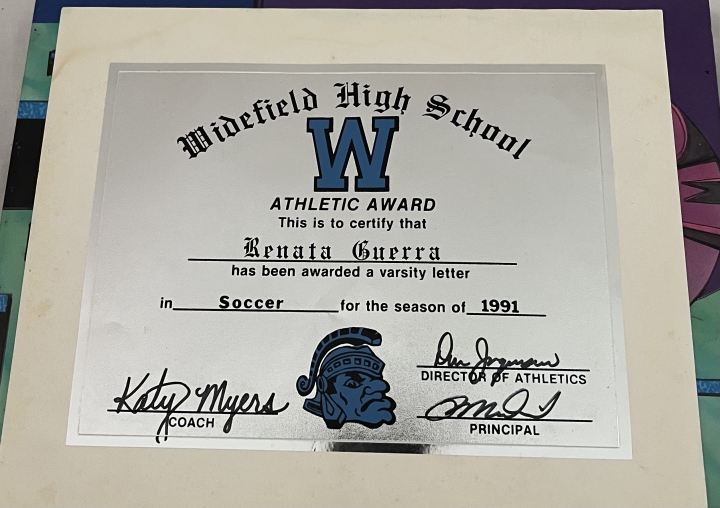 Widefield High School
W
ATHLETIC AWARD
This is to certify that
Renata Guerra
has been awarded a varsity letter
in Soccer for the season of 1991
DIRECTOR OF ATHLETICS
Katy Myers
COACH
PRINCIPAL